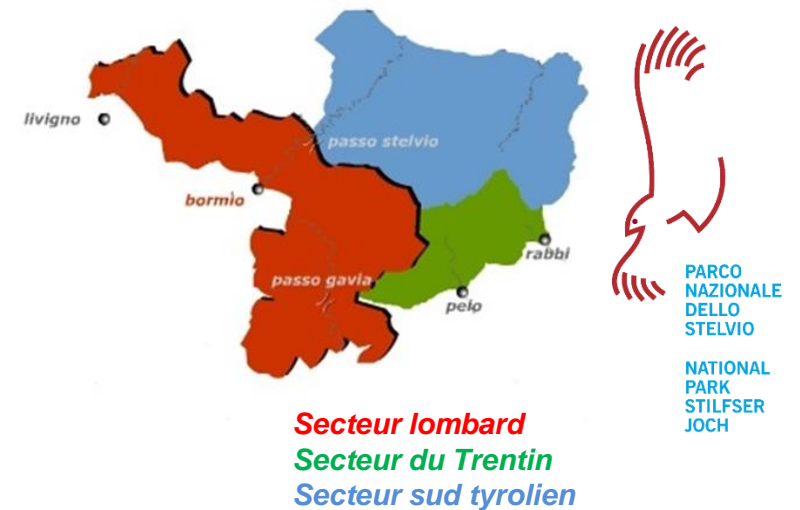 livigno
passo stelvio
bormio
rabbi
passo gavia
pejo
PARCO
NAZIONALE
DELLO
STELVIO
NATIONAL
PARK
STILFSER
JOCH
Secteur lombard
Secteur du Trentin
Secteur sud tyrolien